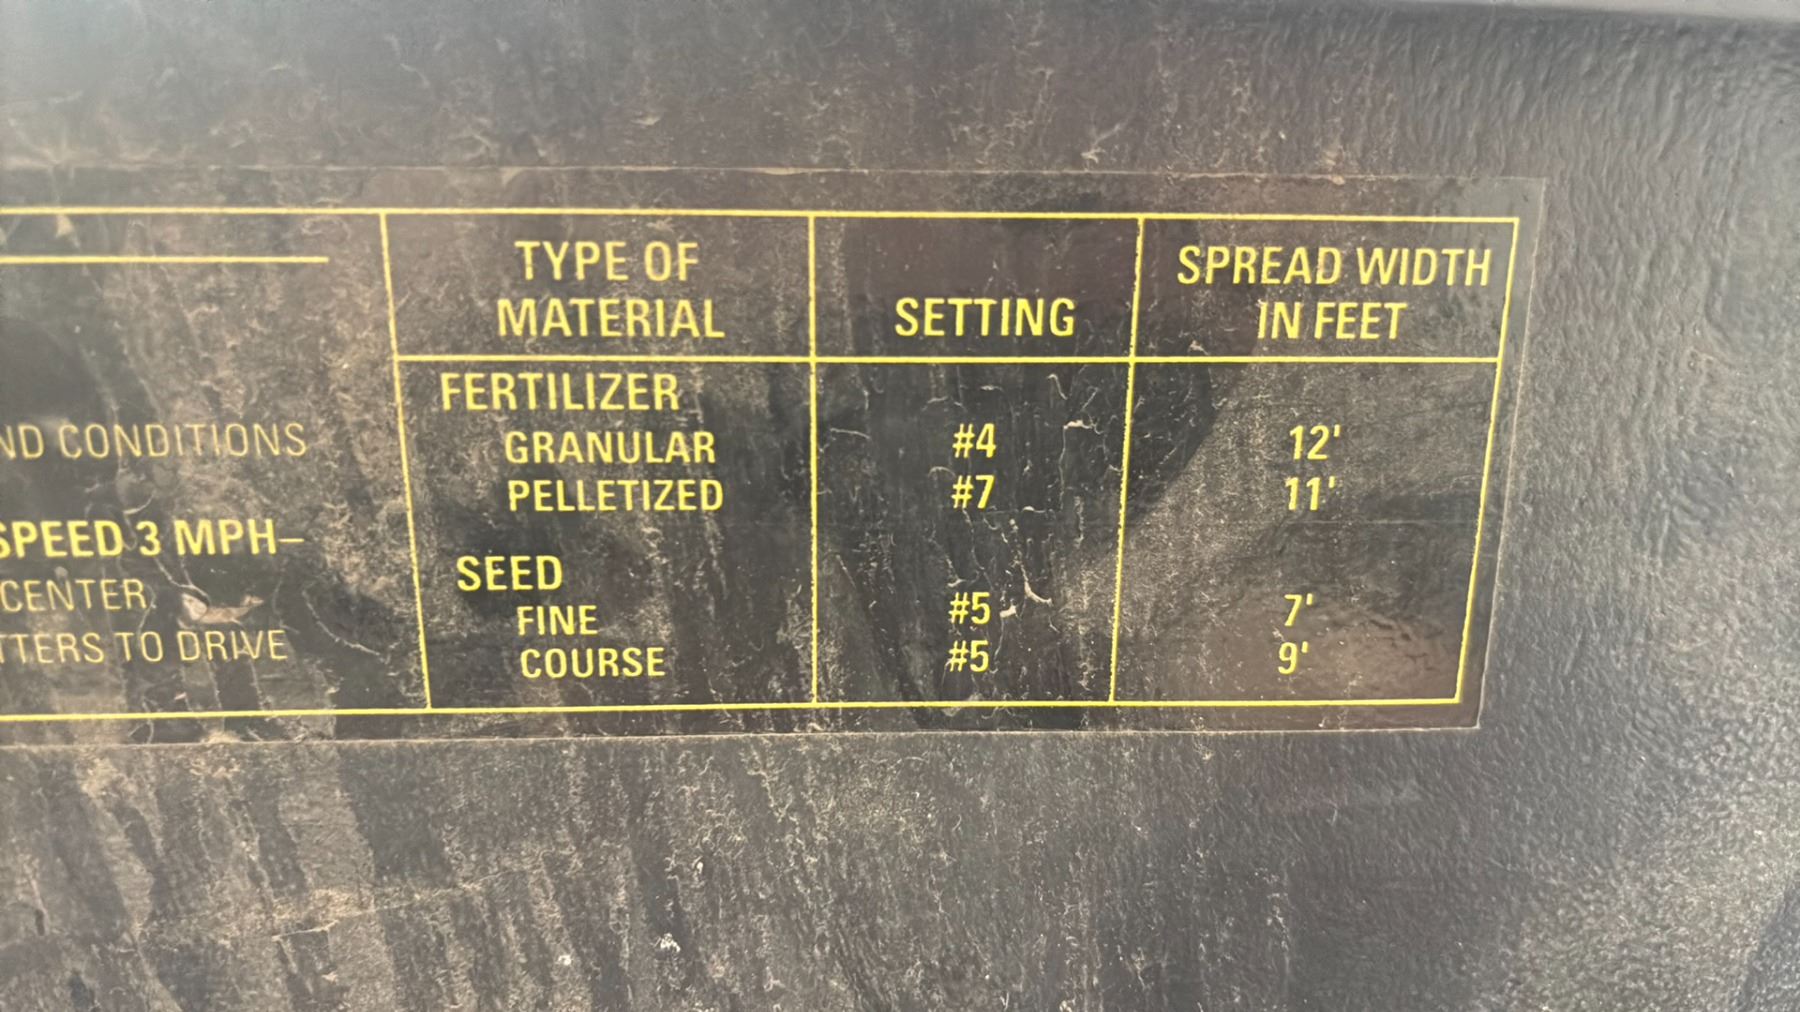 ND CONDITIONS
SPEED 3 MPH–
CENTER.
TTERS TO DRIVE
TYPE OF MATERIAL SETTING SPREAD WIDTH IN FEET
FERTILIZER
GRANULAR #4 12'
PELLETIZED #7 11'
SEED
FINE #5 7'
COURSE #5 9'